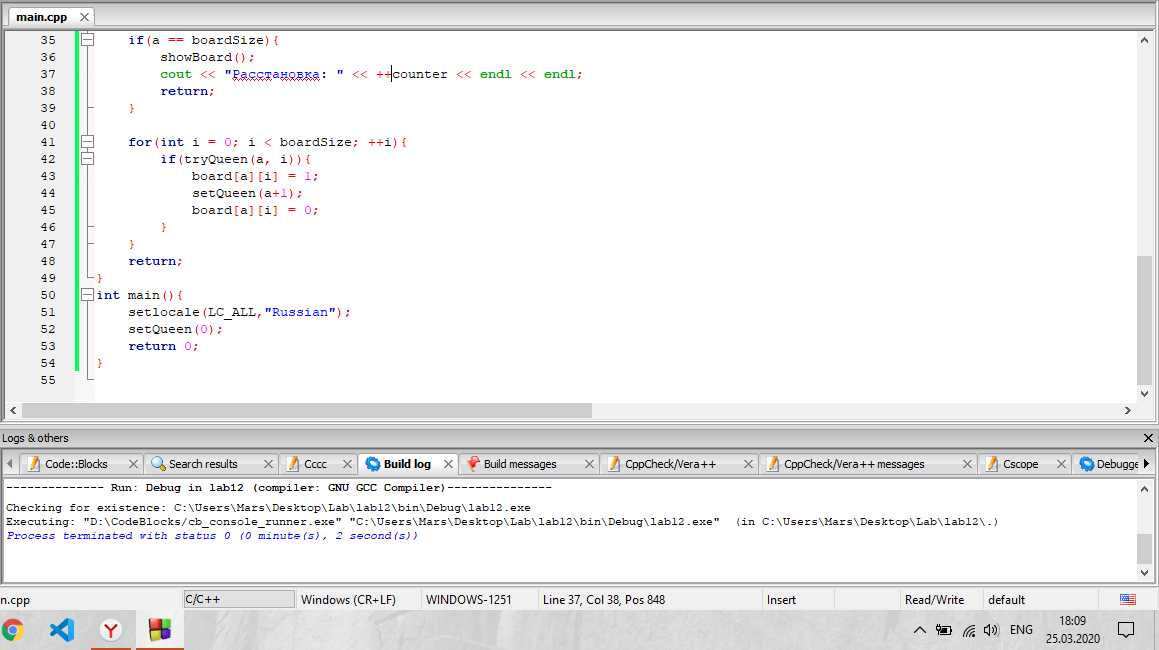 main.cpp
35 if(a == boardSize){
36 showBoard();
37 cout << "Расстановка: " << ++counter << endl << endl;
38 return;
39 }
40
41 for(int i = 0; i < boardSize; ++i){
42 if(tryQueen(a, i)){
43 board[a][i] = 1;
44 setQueen(a+1);
45 board[a][i] = 0;
46 }
47 }
48 return;
49 }
50 int main(){
51 setlocale(LC_ALL,"Russian");
52 setQueen(0);
53 return 0;
54 }
55
Logs & others
Code::Blocks Search results Cccc Build log Build messages CppCheck/Vera++ CppCheck/Vera++ messages Cscope Debugge
-------------- Run: Debug in lab12 (compiler: GNU GCC Compiler)---------------
Checking for existence: C:\Users\Mars\Desktop\Lab\lab12\bin\Debug\lab12.exe
Executing: "D:\CodeBlocks/cb_console_runner.exe" "C:\Users\Mars\Desktop\Lab\lab12\bin\Debug\lab12.exe"  (in C:\Users\Mars\Desktop\Lab\lab12\.)
Process terminated with status 0 (0 minute(s), 2 second(s))
n.cpp C/C++ Windows (CR+LF) WINDOWS-1251 Line 37, Col 38, Pos 848 Insert Read/Write default
ENG 18:09
25.03.2020